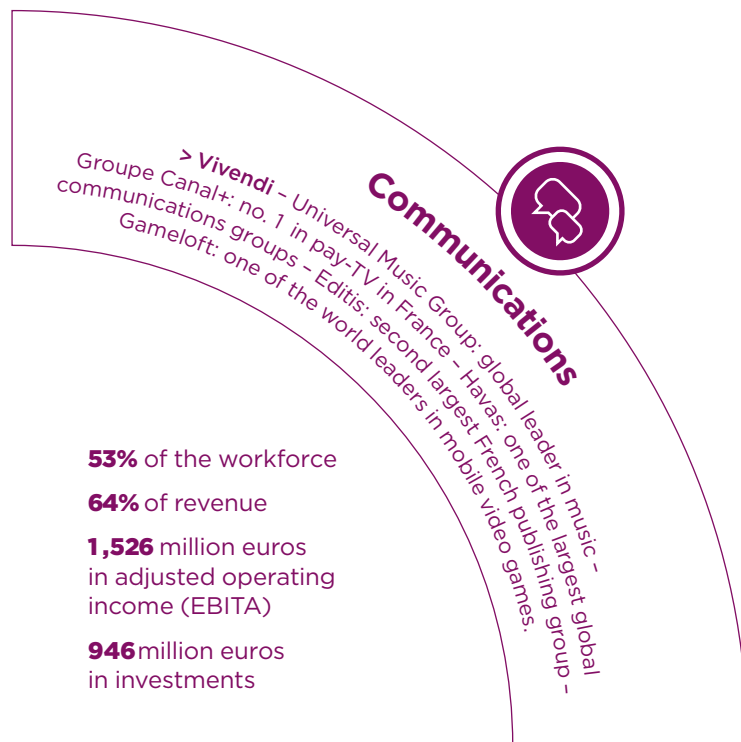 Communications
> Vivendi – Universal Music Group: global leader in music –
Groupe Canal+: no. 1 in pay-TV in France – Havas: one of the largest global
communications groups – Editis: second largest French publishing group –
Gameloft: one of the world leaders in mobile video games.
53% of the workforce
64% of revenue
1,526 million euros
in adjusted operating
income (EBITA)
946 million euros
in investments